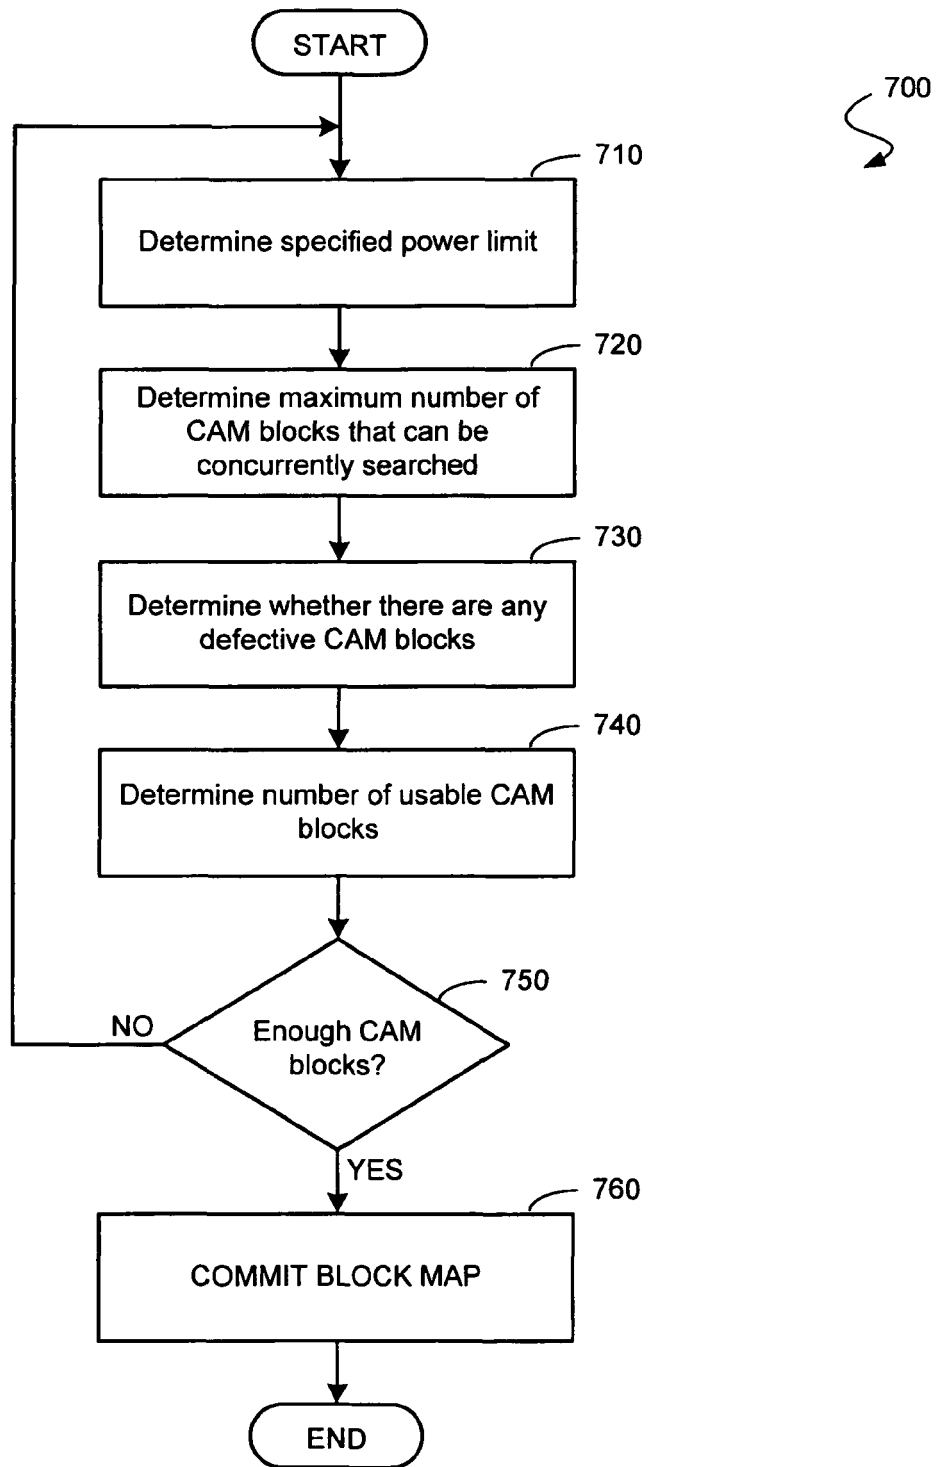 START
700
710
Determine specified power limit
720
Determine maximum number of
CAM blocks that can be
concurrently searched
730
Determine whether there are any
defective CAM blocks
740
Determine number of usable CAM
blocks
750
Enough CAM
blocks?
NO
YES
760
COMMIT BLOCK MAP
END